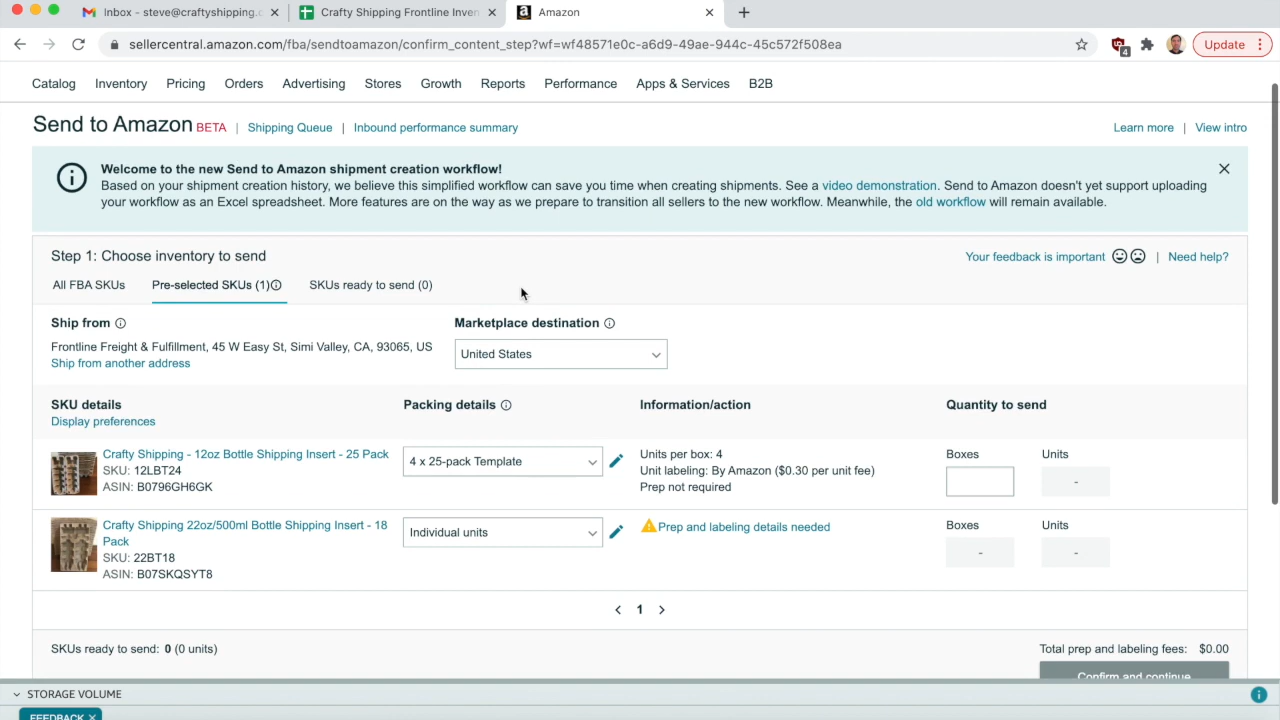 Inbox - steve@craftyshipping.c
Crafty Shipping Frontline Inven
Amazon
sellercentral.amazon.com/fba/sendtoamazon/confirm_content_step?wf=wf48571e0c-a6d9-49ae-944c-45c572f508ea
4
Update
Catalog Inventory Pricing Orders Advertising Stores Growth Reports Performance Apps & Services B2B
Send to Amazon BETA | Shipping Queue | Inbound performance summary
Learn more | View intro
Welcome to the new Send to Amazon shipment creation workflow!
Based on your shipment creation history, we believe this simplified workflow can save you time when creating shipments. See a video demonstration. Send to Amazon doesn't yet support uploading
your workflow as an Excel spreadsheet. More features are on the way as we prepare to transition all sellers to the new workflow. Meanwhile, the old workflow will remain available.
Step 1: Choose inventory to send
Your feedback is important | Need help?
All FBA SKUs Pre-selected SKUs (1) SKUs ready to send (0)
Ship from
Marketplace destination
Frontline Freight & Fulfillment, 45 W Easy St, Simi Valley, CA, 93065, US
United States
Ship from another address
SKU details Packing details Information/action Quantity to send
Display preferences
Crafty Shipping - 12oz Bottle Shipping Insert - 25 Pack
SKU: 12LBT24
ASIN: B0796GH6GK
4 x 25-pack Template
Units per box: 4
Unit labeling: By Amazon ($0.30 per unit fee)
Prep not required
Boxes Units
-
Crafty Shipping 22oz/500ml Bottle Shipping Insert - 18
Pack
SKU: 22BT18
ASIN: B07SKQSYT8
Individual units
Prep and labeling details needed
Boxes Units
- -
1
SKUs ready to send: 0 (0 units)
Total prep and labeling fees: $0.00
Confirm and continue
STORAGE VOLUME
FEEDBACK